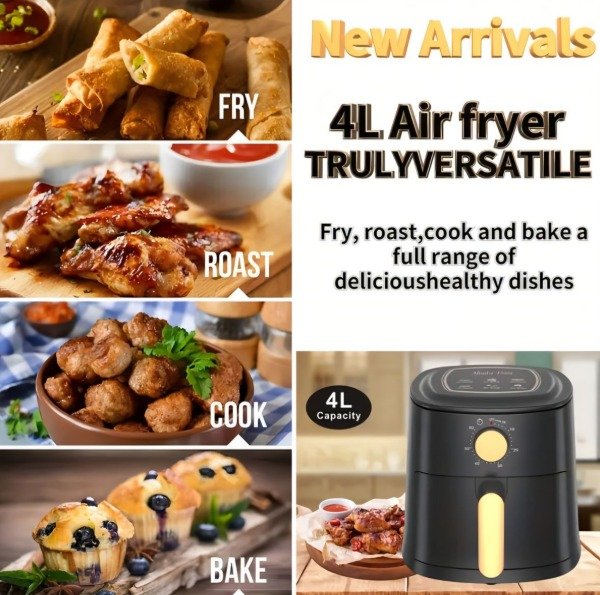 FRY
ROAST
COOK
BAKE
New Arrivals
4L Air fryer
TRULYVERSATILE
Fry, roast,cook and bake a
full range of
delicioushealthy dishes
4L
Capacity